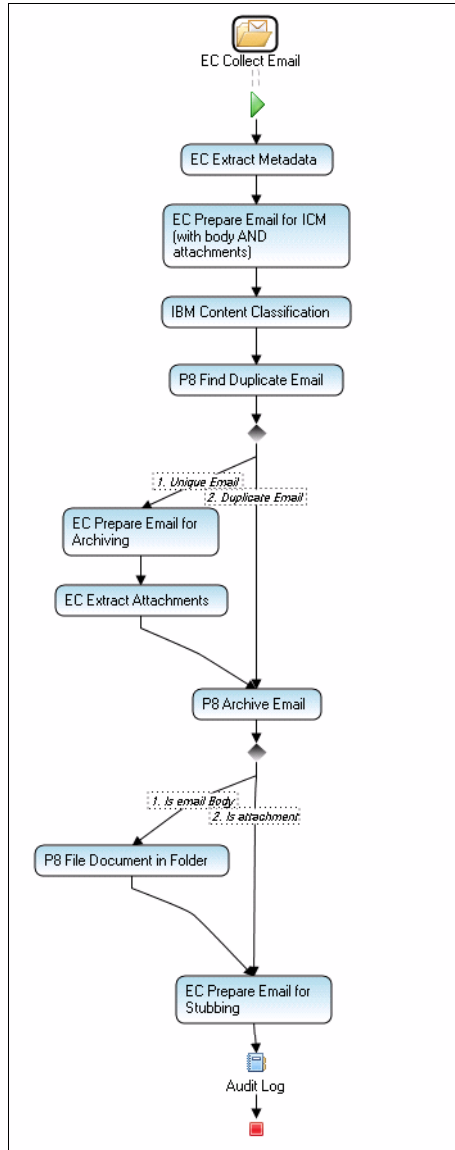 EC Collect Email
EC Extract Metadata
EC Prepare Email for ICM
(with body AND
attachments)
IBM Content Classification
P8 Find Duplicate Email
1. Unique Email
2. Duplicate Email
EC Prepare Email for
Archiving
EC Extract Attachments
P8 Archive Email
1. Is email Body
2. Is attachment
P8 File Document in Folder
EC Prepare Email for
Stubbing
Audit Log